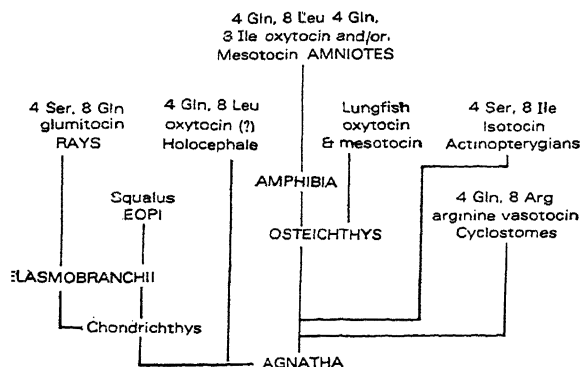 4 Gln, 8 Leu 4 Gln,
3 Ile oxytocin and/or
Mesotocin AMNIOTES
4 Ser, 8 Gln
glumitocin
RAYS
4 Gln, 8 Leu
oxytocin (?)
Holocephale
Lungfish
oxytocin
& mesotocin
4 Ser, 8 Ile
Isotocin
Actinopterygians
Squalus
EOPI
AMPHIBIA
4 Gln, 8 Arg
arginine vasotocin
Cyclostomes
OSTEICHTHYS
ELASMOBRANCHII
Chondrichthys
AGNATHA